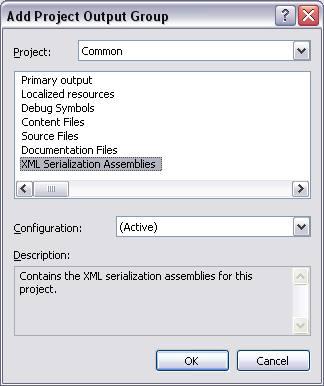 Add Project Output Group
Project: Common
Primary output
Localized resources
Debug Symbols
Content Files
Source Files
Documentation Files
XML Serialization Assemblies
Configuration: (Active)
Description:
Contains the XML serialization assemblies for this
project.
OK Cancel